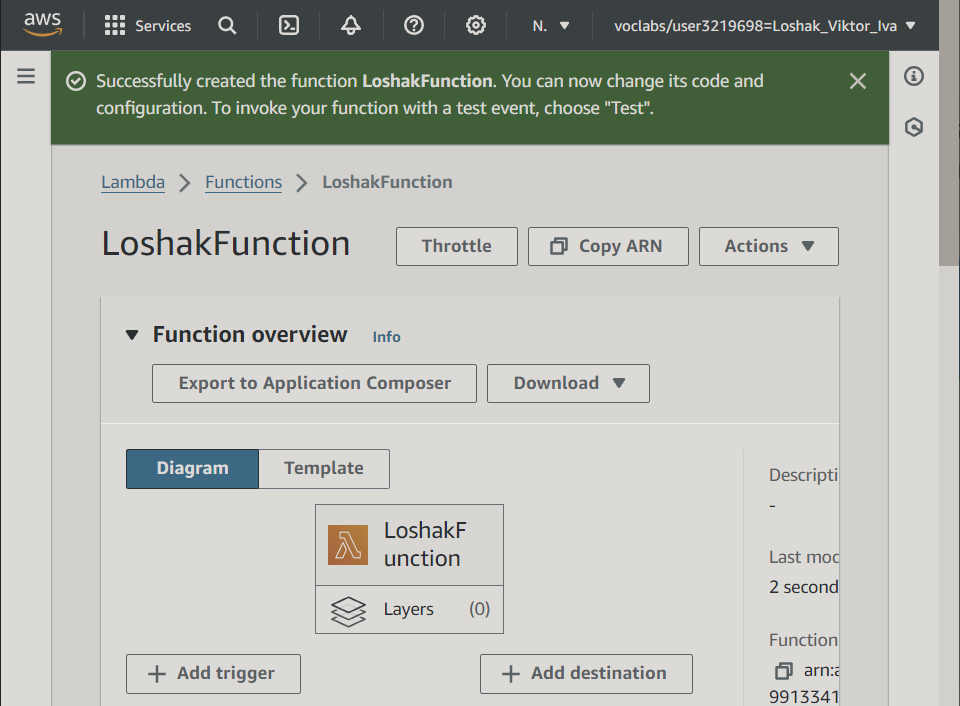 aws Services N. voclabs/user3219698=Loshak_Viktor_Iva
Successfully created the function LoshakFunction. You can now change its code and
configuration. To invoke your function with a test event, choose "Test".
Lambda Functions LoshakFunction
LoshakFunction Throttle Copy ARN Actions
Function overview Info
Export to Application Composer Download
Diagram Template
Descripti
-
LoshakF
unction
Last mod
2 second
Layers (0)
Function
Add trigger Add destination
arn:a
9913341